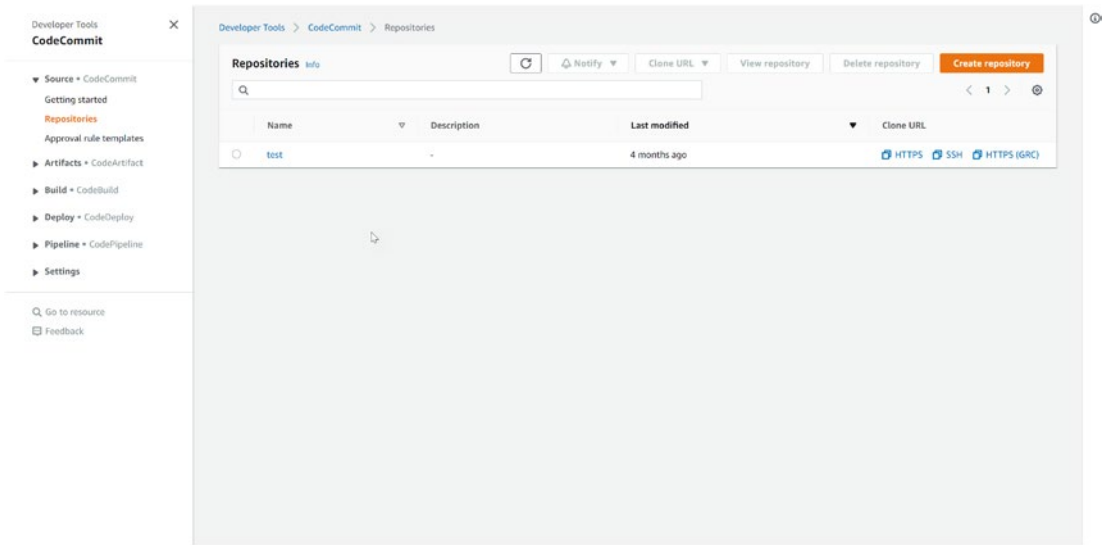 Developer Tools
CodeCommit
Source • CodeCommit
Getting started
Repositories
Approval rule templates
Artifacts • CodeArtifact
Build • CodeBuild
Deploy • CodeDeploy
Pipeline • CodePipeline
Settings
Go to resource
Feedback
Developer Tools > CodeCommit > Repositories
Repositories Info
Notify Clone URL View repository Delete repository Create repository
< 1 >
Name Description Last modified Clone URL
test - 4 months ago HTTPS SSH HTTPS (GRC)